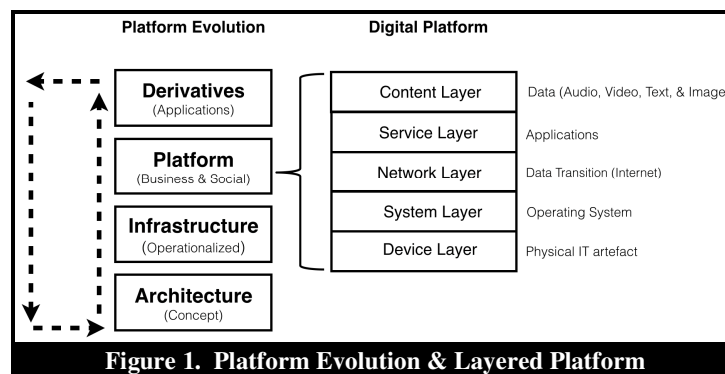 Platform Evolution
Digital Platform
Derivatives
(Applications)
Platform
(Business & Social)
Infrastructure
(Operationalized)
Architecture
(Concept)
Content Layer
Data (Audio, Video, Text, & Image
Service Layer
Applications
Network Layer
Data Transition (Internet)
System Layer
Operating System
Device Layer
Physical IT artefact
Figure 1. Platform Evolution & Layered Platform